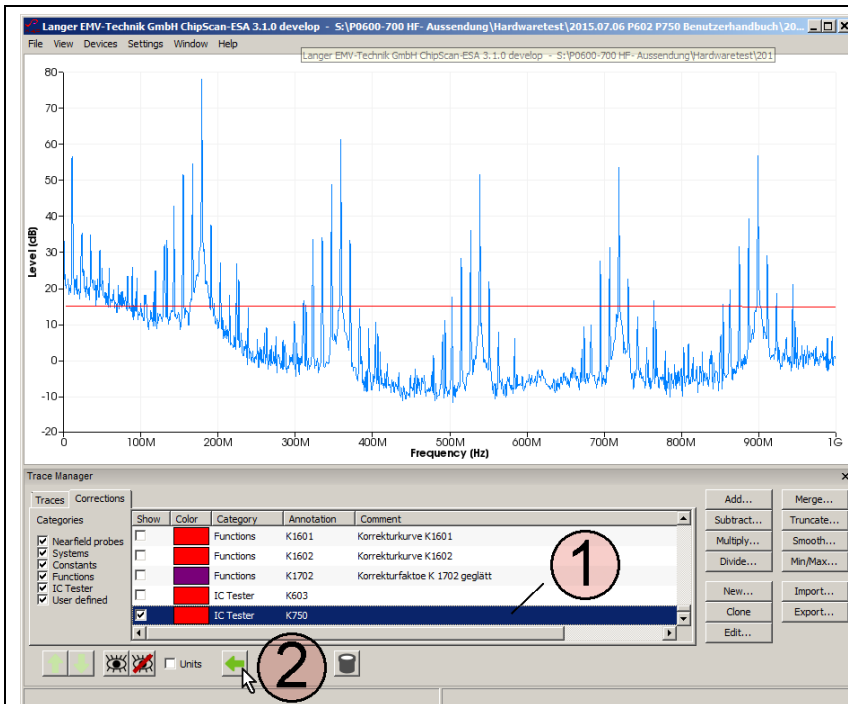 Langer EMV-Technik GmbH ChipScan-ESA 3.1.0 develop - S:\P0600-700 HF- Aussendung\Hardwaretest\2015.07.06 P602 P750 Benutzerhandbuch\20...
File View Devices Settings Window Help
Langer EMV-Technik GmbH ChipScan-ESA 3.1.0 develop - S:\P0600-700 HF- Aussendung\Hardwaretest\201
80
70
60
50
40
30
20
10
0
-10
-20
Level (dB)
0 100M 200M 300M 400M 500M 600M 700M 800M 900M 1G
Frequency (Hz)
Trace Manager
Traces Corrections
Categories
Nearfield probes
Systems
Constants
Functions
IC Tester
User defined
Show Color Category Annotation Comment
Functions K1601 Korrekturkurve K1601
Functions K1602 Korrekturkurve K1602
Functions K1702 Korrekturfaktoe K 1702 geglätt
IC Tester K603
IC Tester K750
1
Add... Merge...
Subtract... Truncate...
Multiply... Smooth...
Divide... Min/Max...
New... Import...
Clone Export...
Edit...
Units
2